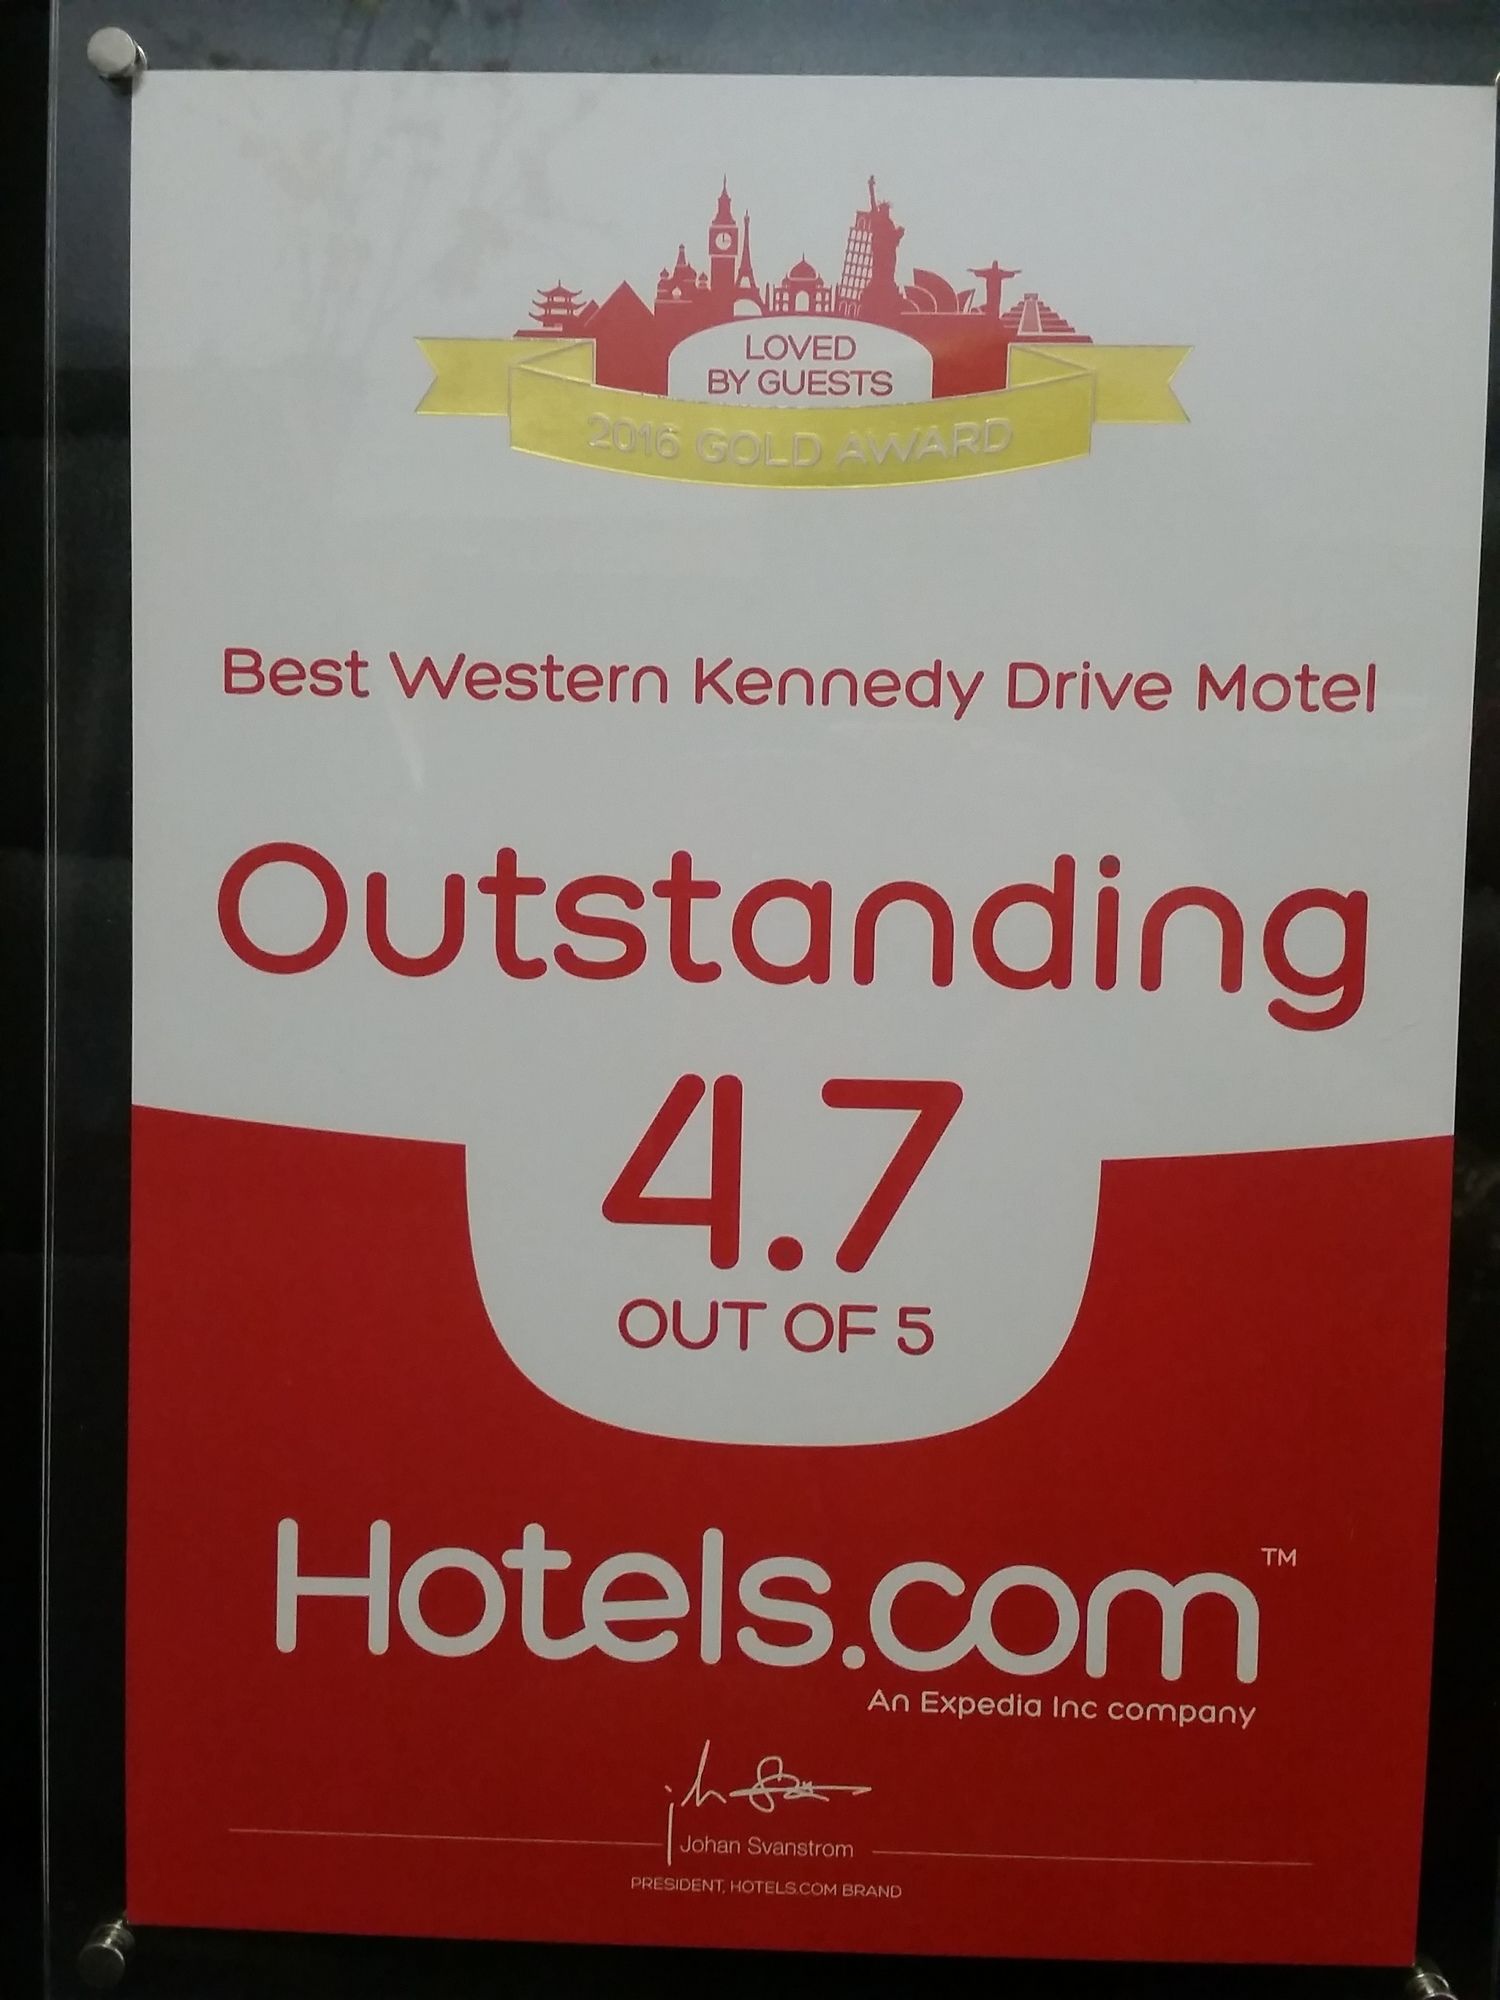 LOVED
BY GUESTS
2016 GOLD AWARD
Best Western Kennedy Drive Motel
Outstanding
4.7
OUT OF 5
Hotels.com™
An Expedia Inc company
Johan Svanstrom
PRESIDENT, HOTELS.COM BRAND